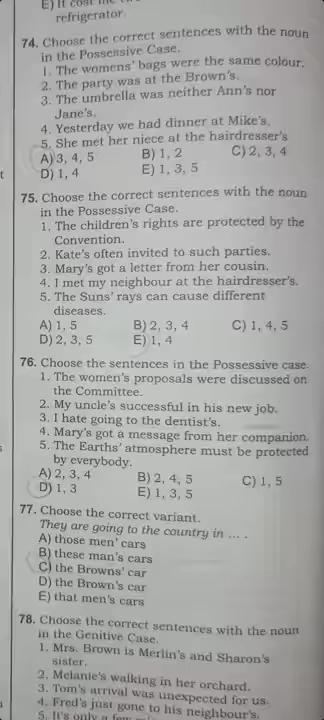 E) It cost me
refrigerator.
74. Choose the correct sentences with the noun
in the Possessive Case.
1. The womens' bags were the same colour.
2. The party was at the Brown's.
3. The umbrella was neither Ann's nor
Jane's.
4. Yesterday we had dinner at Mike's.
5. She met her niece at the hairdresser's
A) 3, 4, 5 B) 1, 2 C) 2, 3, 4
D) 1, 4 E) 1, 3, 5
75. Choose the correct sentences with the noun
in the Possessive Case.
1. The children's rights are protected by the
Convention.
2. Kate's often invited to such parties.
3. Mary's got a letter from her cousin.
4. I met my neighbour at the hairdresser's.
5. The Suns' rays can cause different
diseases.
A) 1, 5 B) 2, 3, 4 C) 1, 4, 5
D) 2, 3, 5 E) 1, 4
76. Choose the sentences in the Possessive case.
1. The women's proposals were discussed on
the Committee.
2. My uncle's successful in his new job.
3. I hate going to the dentist's.
4. Mary's got a message from her companion.
5. The Earths' atmosphere must be protected
by everybody.
A) 2, 3, 4 B) 2, 4, 5 C) 1, 5
D) 1, 3 E) 1, 3, 5
77. Choose the correct variant.
They are going to the country in ... .
A) those men' cars
B) these man's cars
C) the Browns' car
D) the Brown's car
E) that men's cars
78. Choose the correct sentences with the noun
in the Genitive Case.
1. Mrs. Brown is Merlin's and Sharon's
sister.
2. Melanie's walking in her orchard.
3. Tom's arrival was unexpected for us.
4. Fred's just gone to his neighbour's.
5. It's only a few